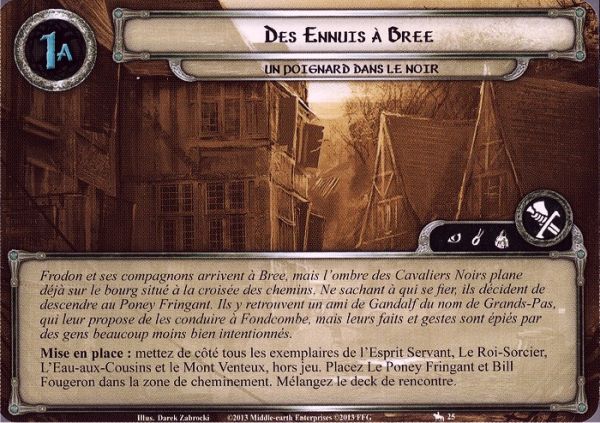 1A
Des Ennuis à Bree
Un Poignard dans le Noir
Frodon et ses compagnons arrivent à Bree, mais l'ombre des Cavaliers Noirs plane
déjà sur le bourg situé à la croisée des chemins. Ne sachant à qui se fier, ils décident de
descendre au Poney Fringant. Ils y retrouvent un ami de Gandalf du nom de Grands-Pas,
qui leur propose de les conduire à Fondcombe, mais leurs faits et gestes sont épiés par
des gens beaucoup moins bien intentionnés.
Mise en place : mettez de côté tous les exemplaires de l'Esprit Servant, Le Roi-Sorcier,
L'Eau-aux-Cousins et le Mont Venteux, hors jeu. Placez Le Poney Fringant et Bill
Fougeron dans la zone de cheminement. Mélangez le deck de rencontre.
Illus. Darek Zabrocki ©2013 Middle-earth Enterprises ©2013 FFG 25